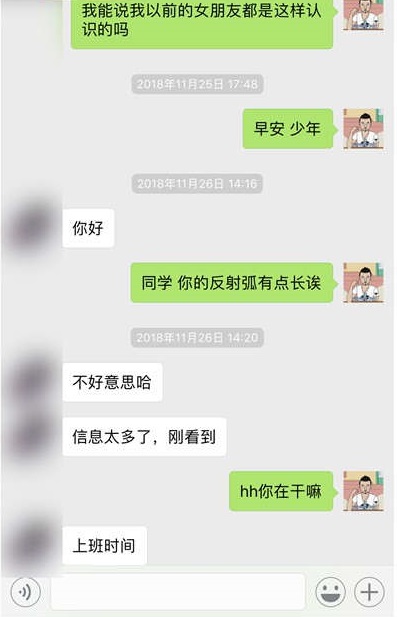 我能说我以前的女朋友都是这样认
识的吗
2018年11月25日 17:48
早安 少年
2018年11月26日 14:16
你好
同学 你的反射弧有点长诶
2018年11月26日 14:20
不好意思哈
信息太多了，刚看到
hh你在干嘛
上班时间